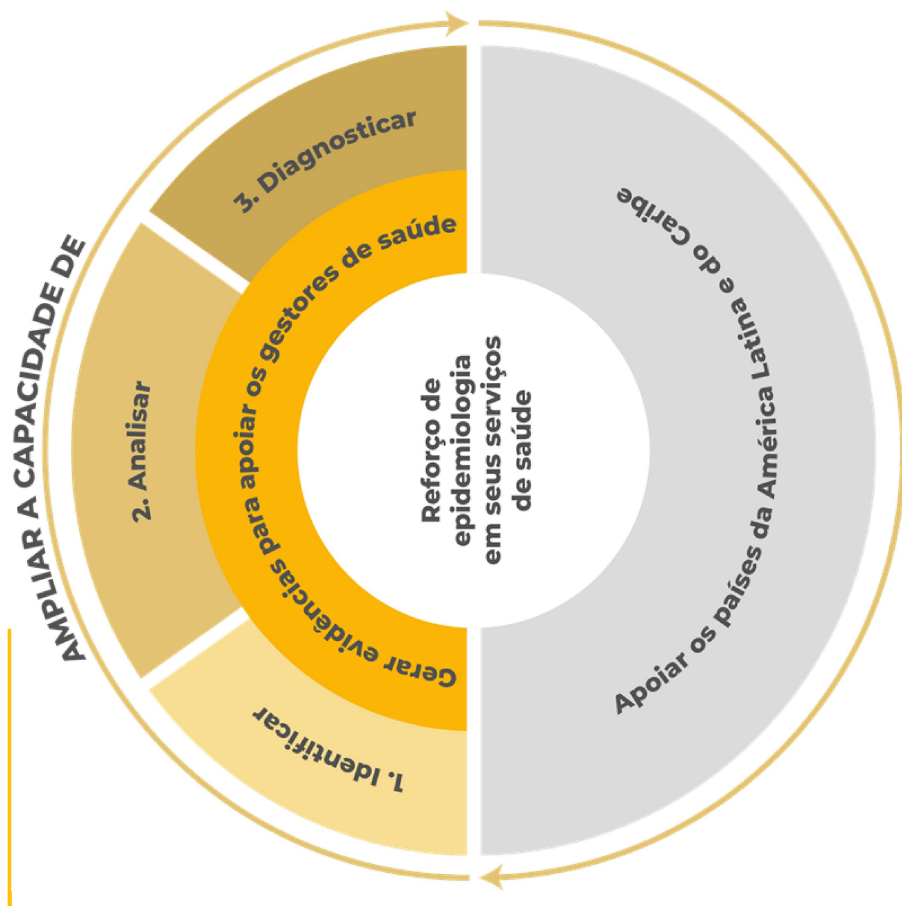 AMPLIAR A CAPACIDADE DE
1. Identificar
2. Analisar
3. Diagnosticar
Gerar evidências para apoiar os gestores de saúde
Reforço de
epidemiologia
em seus serviços
de saúde
Apoiar os países da América Latina e do Caribe